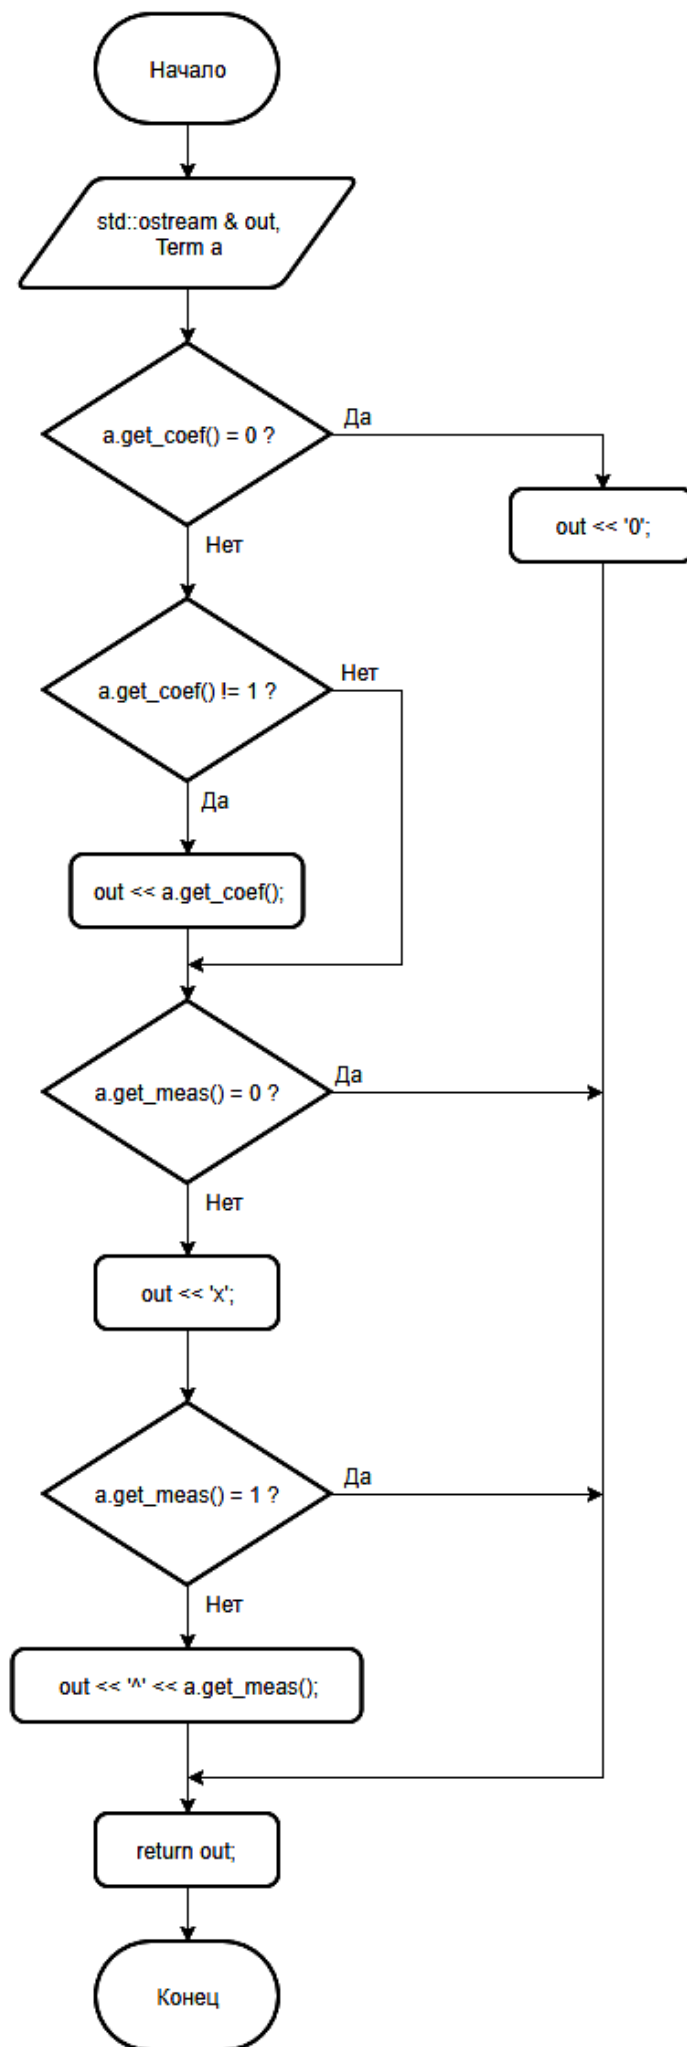 Начало
std::ostream & out,
Term a
a.get_coef() = 0 ?
Да
out << '0';
Нет
a.get_coef() != 1 ?
Нет
Да
out << a.get_coef();
a.get_meas() = 0 ?
Да
Нет
out << 'x';
a.get_meas() = 1 ?
Да
Нет
out << '^' << a.get_meas();
return out;
Конец